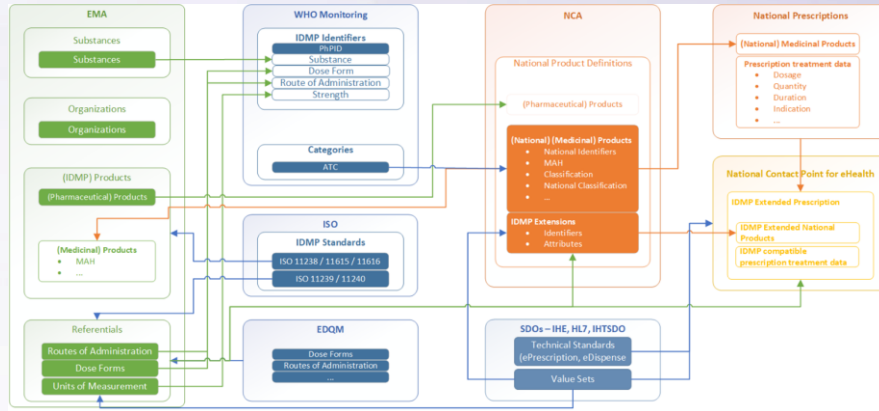 EMA
Substances
Substances
Organizations
Organizations
(IDMP) Products
(Pharmaceutical) Products
(Medicinal) Products
• MAH
• ...
Referentials
Routes of Administration
Dose Forms
Units of Measurement
WHO Monitoring
IDMP Identifiers
PhPID
Substance
Dose Form
Route of Administration
Strength
Categories
ATC
ISO
IDMP Standards
ISO 11238 / 11615 / 11616
ISO 11239 / 11240
EDQM
Dose Forms
Routes of Administration
...
NCA
National Product Definitions
(Pharmaceutical) Products
(National) (Medicinal) Products
• National Identifiers
• MAH
• Classification
• National Classification
• ...
IDMP Extensions
• Identifiers
• Attributes
SDOs – IHE, HL7, IHTSDO
Technical Standards
(ePrescription, eDispense
Value Sets
National Prescriptions
(National) Medicinal Products
Prescription treatment data
• Dosage
• Quantity
• Duration
• Indication
• ...
National Contact Point for eHealth
IDMP Extended Prescription
IDMP Extended National
Products
IDMP compatible
prescription treatment data